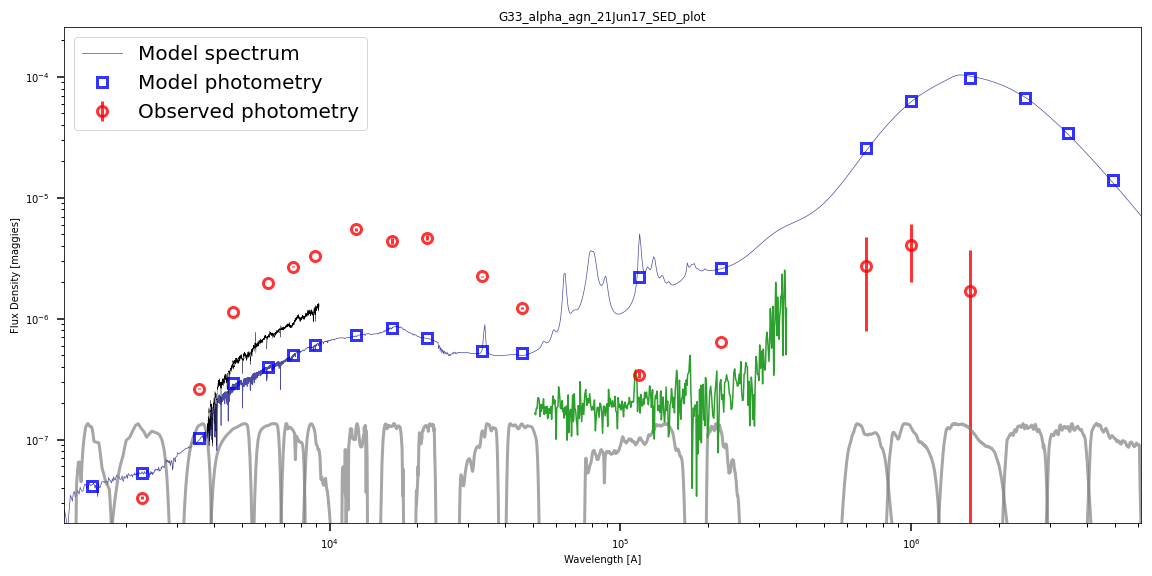 G33_alpha_agn_21Jun17_SED_plot
Model spectrum
Model photometry
Observed photometry
Flux Density [maggies]
10⁻⁴
10⁻⁵
10⁻⁶
10⁻⁷
10⁴ 10⁵ 10⁶
Wavelength [A]